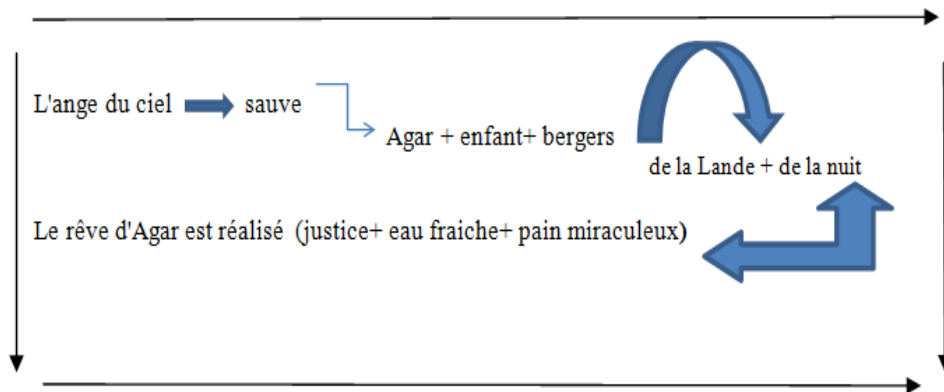 L'ange du ciel sauve
Agar + enfant+ bergers
de la Lande + de la nuit
Le rêve d'Agar est réalisé (justice+ eau fraiche+ pain miraculeux)